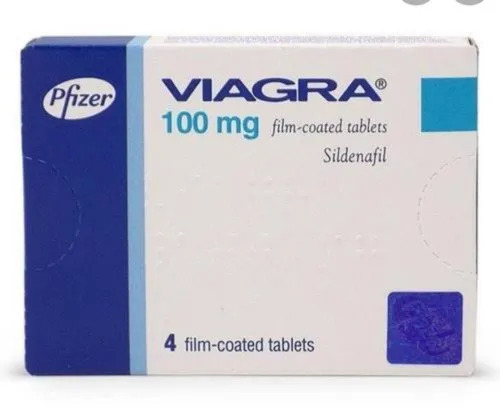 Pfizer
VIAGRA®
100 mg film-coated tablets
Sildenafil
4 film-coated tablets